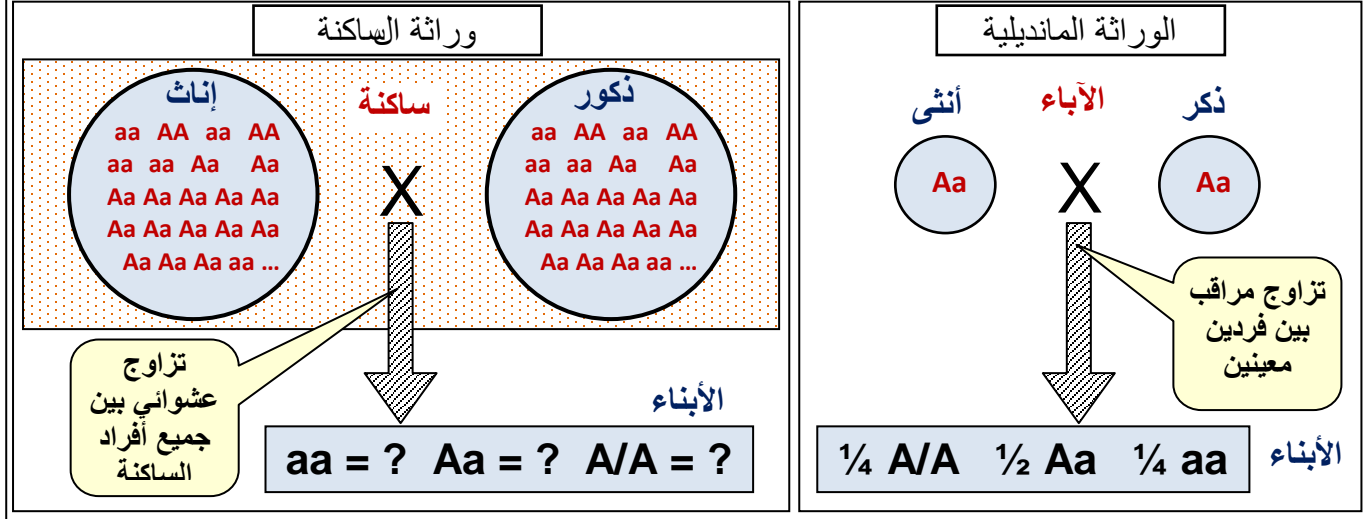 الوراثة المانديلية
ذكر
الآباء
أنثى
Aa
X
Aa
تزاوج مراقب
بين فردين
معينين
الأبناء
¼ A/A ½ Aa ¼ aa
وراثة الساكنة
ذكور
ساكنة
إناث
aa AA aa AA
aa aa Aa Aa
Aa Aa Aa Aa Aa
Aa Aa Aa Aa Aa
Aa Aa Aa aa ...
X
aa AA aa AA
aa aa Aa Aa
Aa Aa Aa Aa Aa
Aa Aa Aa Aa Aa
Aa Aa Aa aa ...
تزاوج
عشوائي بين
جميع أفراد
الساكنة
الأبناء
aa = ? Aa = ? A/A = ?